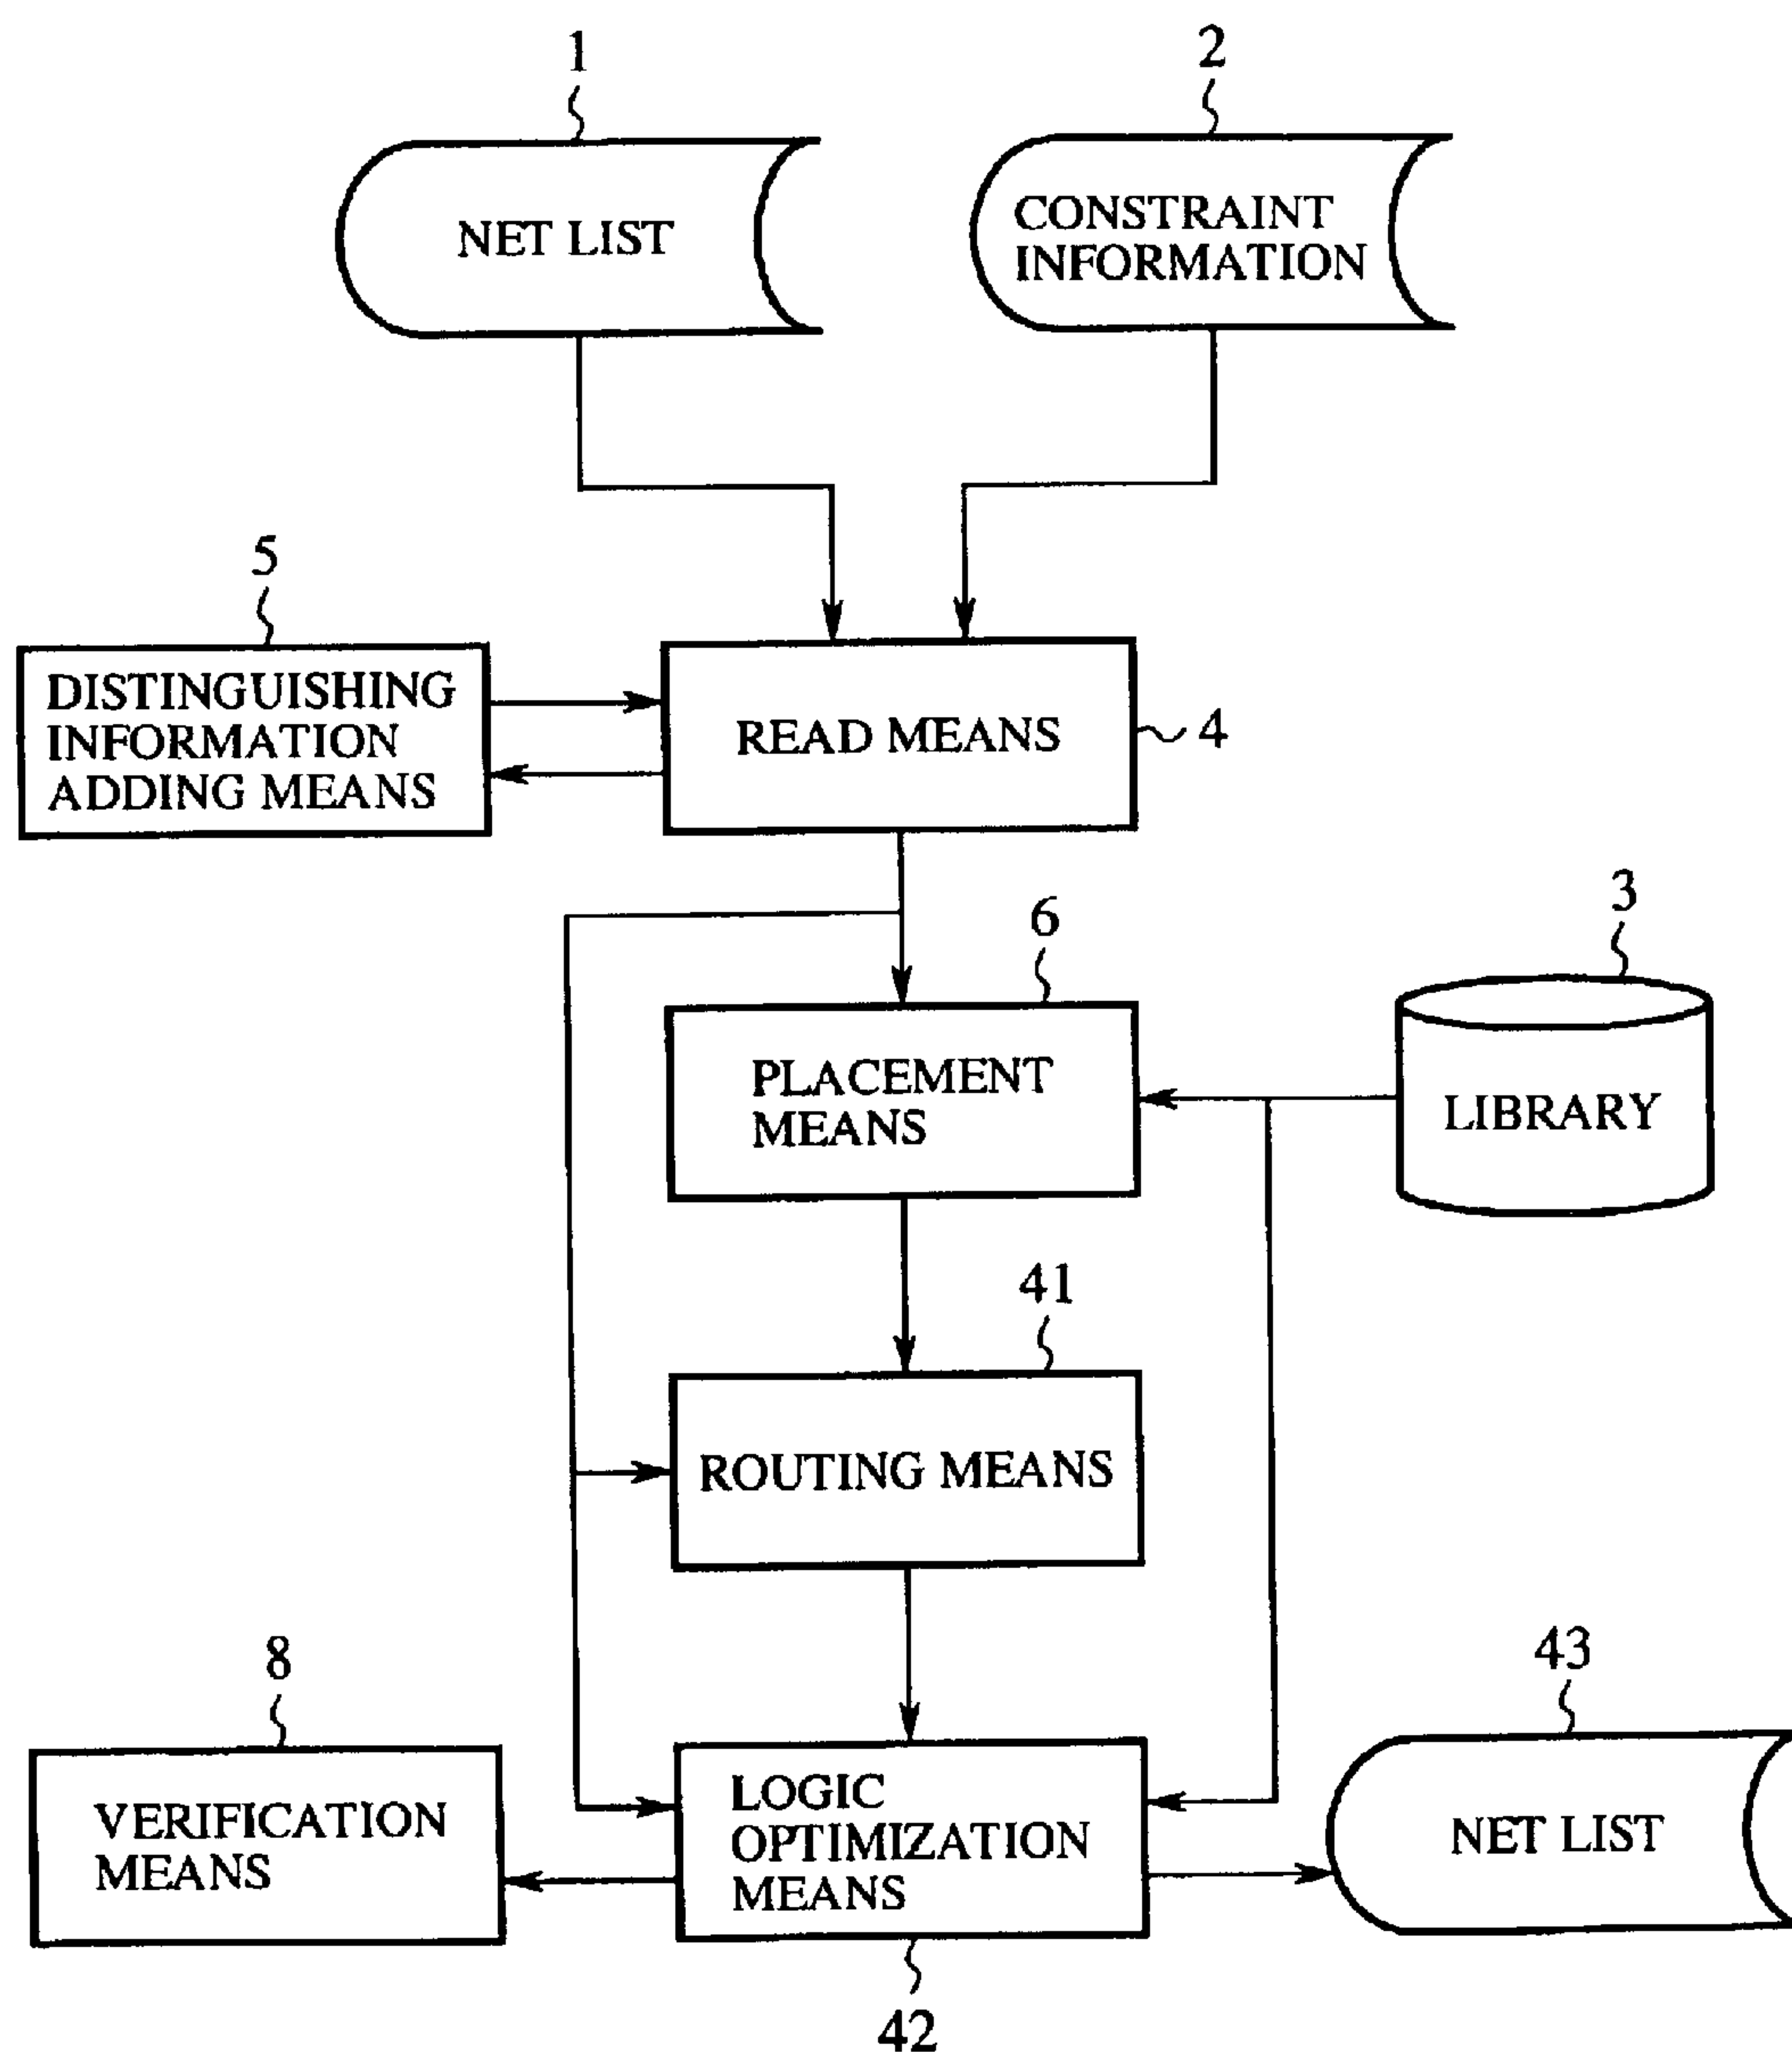 1
2
NET LIST
CONSTRAINT
INFORMATION
5
DISTINGUISHING
INFORMATION
ADDING MEANS
READ MEANS
4
6
3
PLACEMENT
MEANS
LIBRARY
41
ROUTING MEANS
8
43
VERIFICATION
MEANS
LOGIC
OPTIMIZATION
MEANS
NET LIST
42